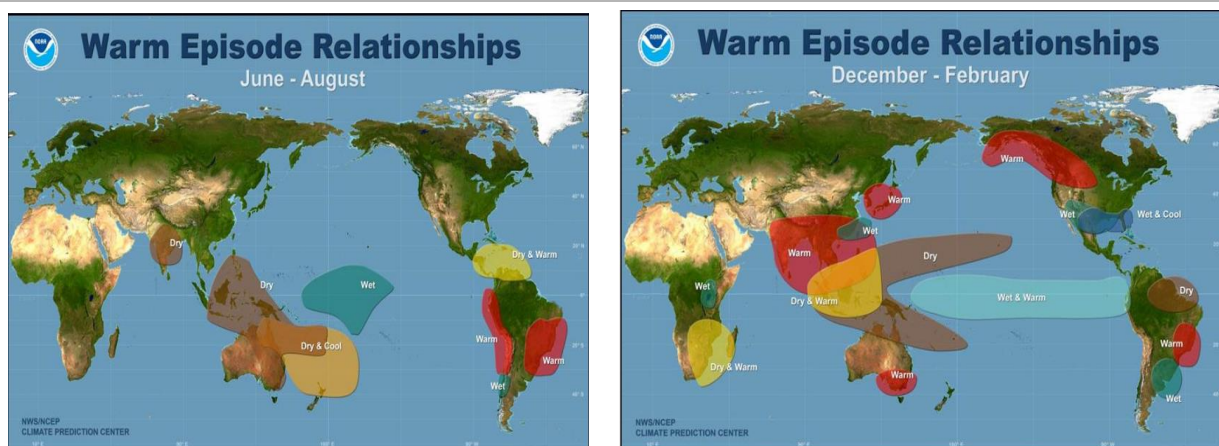 NOAA
Warm Episode Relationships
June - August
Dry
Dry & Warm
Dry
Wet
Dry & Cool
Warm
Warm
Wet
NWS/NCEP
CLIMATE PREDICTION CENTER
NOAA
Warm Episode Relationships
December - February
Warm
Warm
Wet
Wet & Cool
Wet
Warm
Dry
Wet
Dry & Warm
Wet & Warm
Dry
Warm
Dry & Warm
Warm
Wet
NWS/NCEP
CLIMATE PREDICTION CENTER